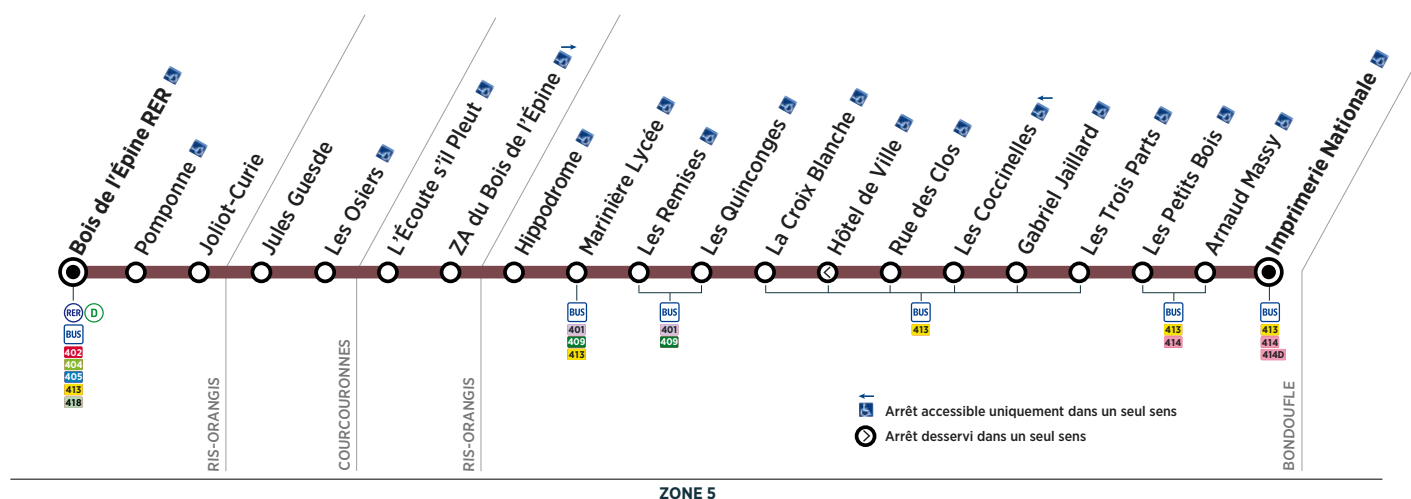 Bois de l'Épine RER
Pomponne
Joliot-Curie
Jules Guesde
Les Osiers
L'Écoute s'il Pleut
ZA du Bois de l'Épine
Hippodrome
Marinière Lycée
Les Remises
Les Quinconges
La Croix Blanche
Hôtel de Ville
Rue des Clos
Les Coccinelles
Gabriel Jaillard
Les Trois Parts
Les Petits Bois
Arnaud Massy
Imprimerie Nationale
RER D
BUS
402
404
405
413
418
BUS
401
409
413
BUS
401
409
BUS
413
BUS
413
414
BUS
413
414
414D
RIS-ORANGIS
COURCOURONNES
RIS-ORANGIS
BONDOUFLE
Arrêt accessible uniquement dans un seul sens
Arrêt desservi dans un seul sens
ZONE 5